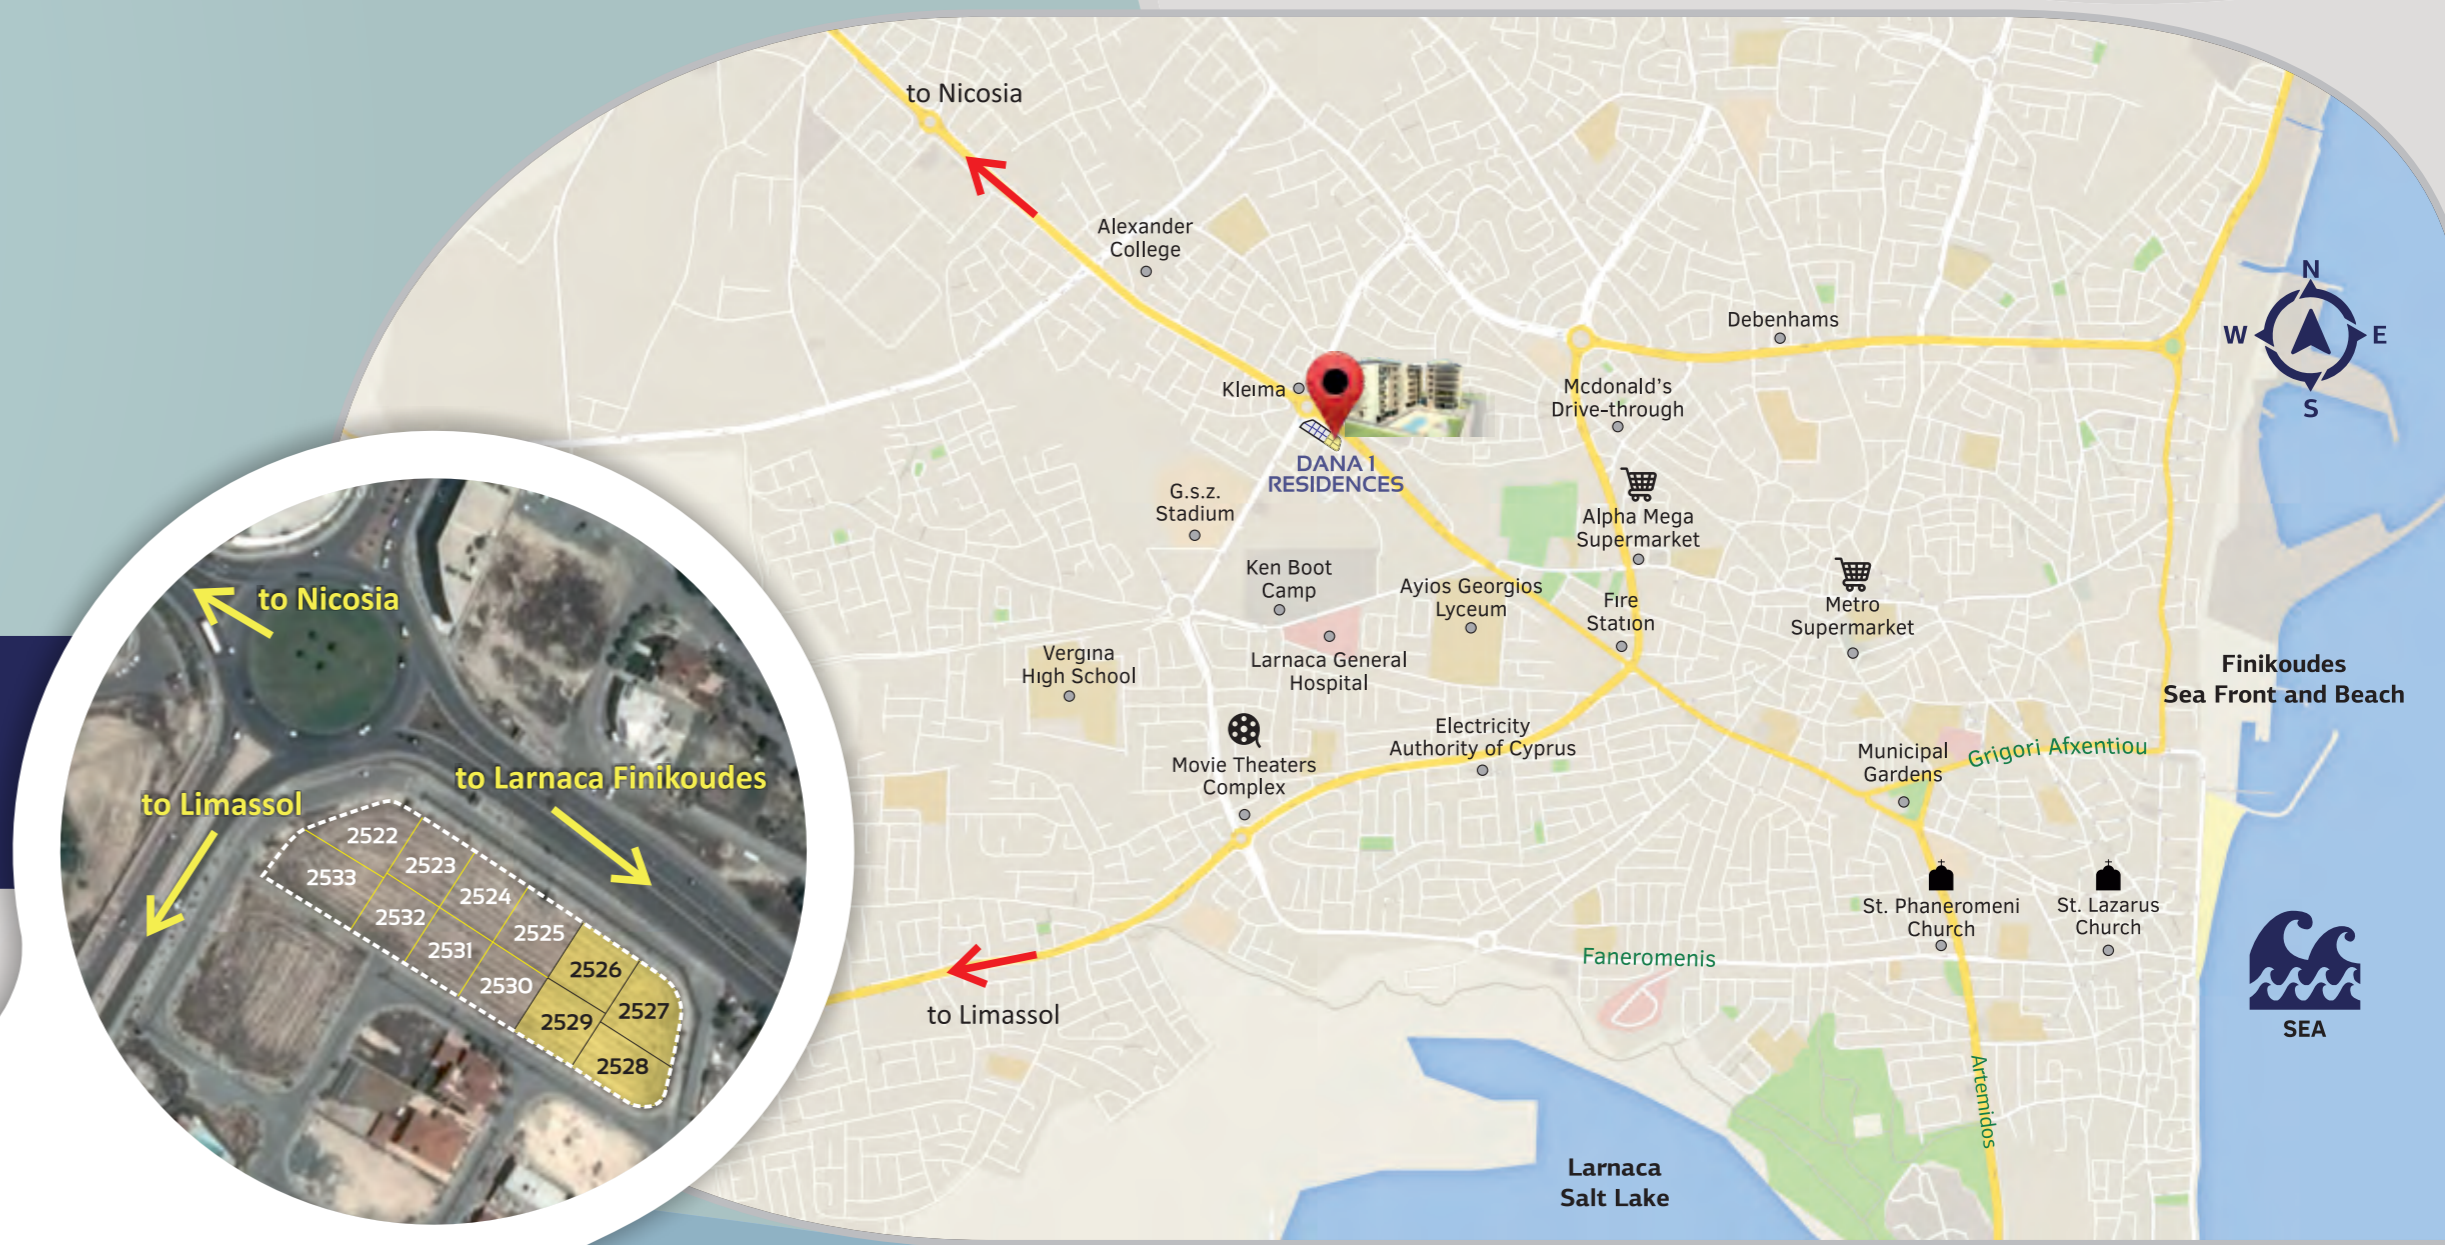 to Nicosia
Alexander
College
N
W
E
S
Debenhams
Kleima
Mcdonald's
Drive-through
DANA 1
RESIDENCES
G.s.z.
Stadium
Alpha Mega
Supermarket
Ken Boot
Camp
Ayios Georgios
Lyceum
Fire
Station
Metro
Supermarket
Vergina
High School
Larnaca General
Hospital
Finikoudes
Sea Front and Beach
Electricity
Authority of Cyprus
Movie Theaters
Complex
Municipal
Gardens
Grigori Afxentiou
St. Phaneromeni
Church
St. Lazarus
Church
Faneromenis
to Limassol
SEA
Artemidos
Larnaca
Salt Lake
to Nicosia
to Larnaca Finikoudes
to Limassol
2522
2523
2533
2524
2532
2525
2531
2526
2530
2527
2529
2528